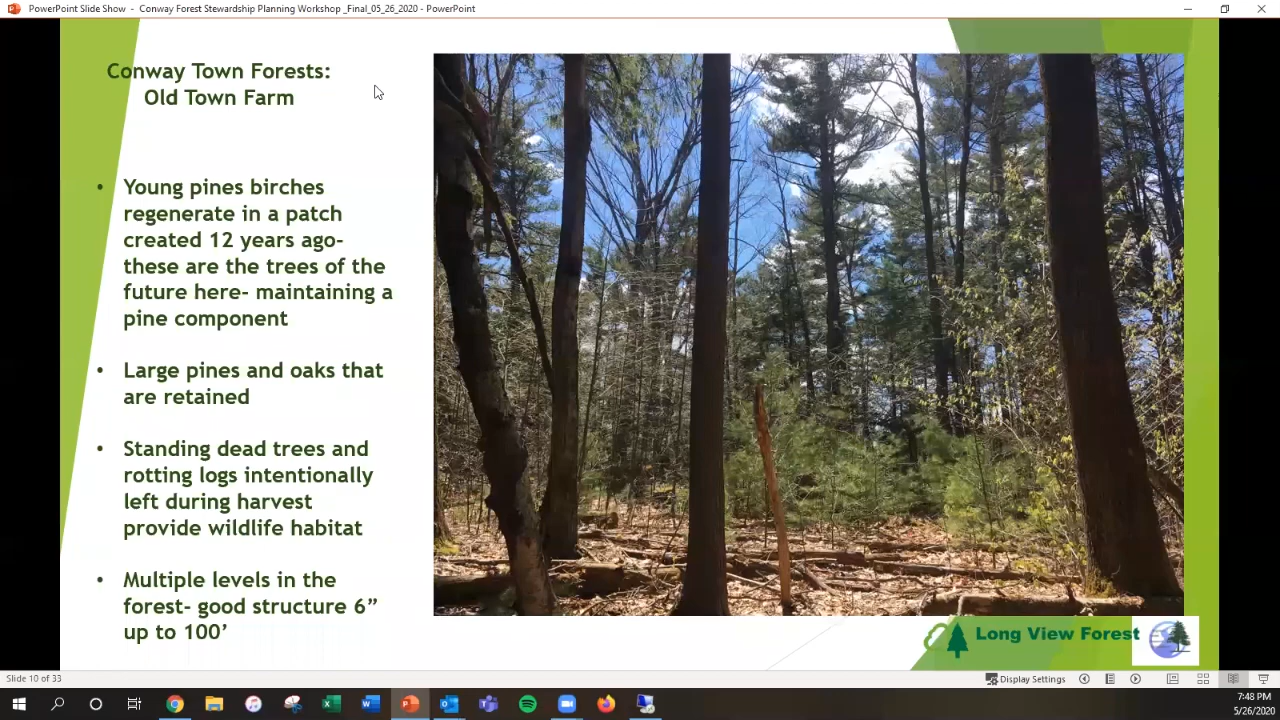 PowerPoint Slide Show - Conway Forest Stewardship Planning Workshop _Final_05_26_2020 - PowerPoint
Conway Town Forests:
Old Town Farm
• Young pines birches
regenerate in a patch
created 12 years ago-
these are the trees of the
future here- maintaining a
pine component
• Large pines and oaks that
are retained
• Standing dead trees and
rotting logs intentionally
left during harvest
provide wildlife habitat
• Multiple levels in the
forest- good structure 6”
up to 100’
Long View Forest
Slide 10 of 33
Display Settings
7:48 PM
5/26/2020